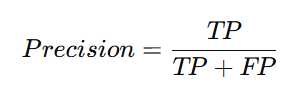 Precision = TP / (TP + FP)